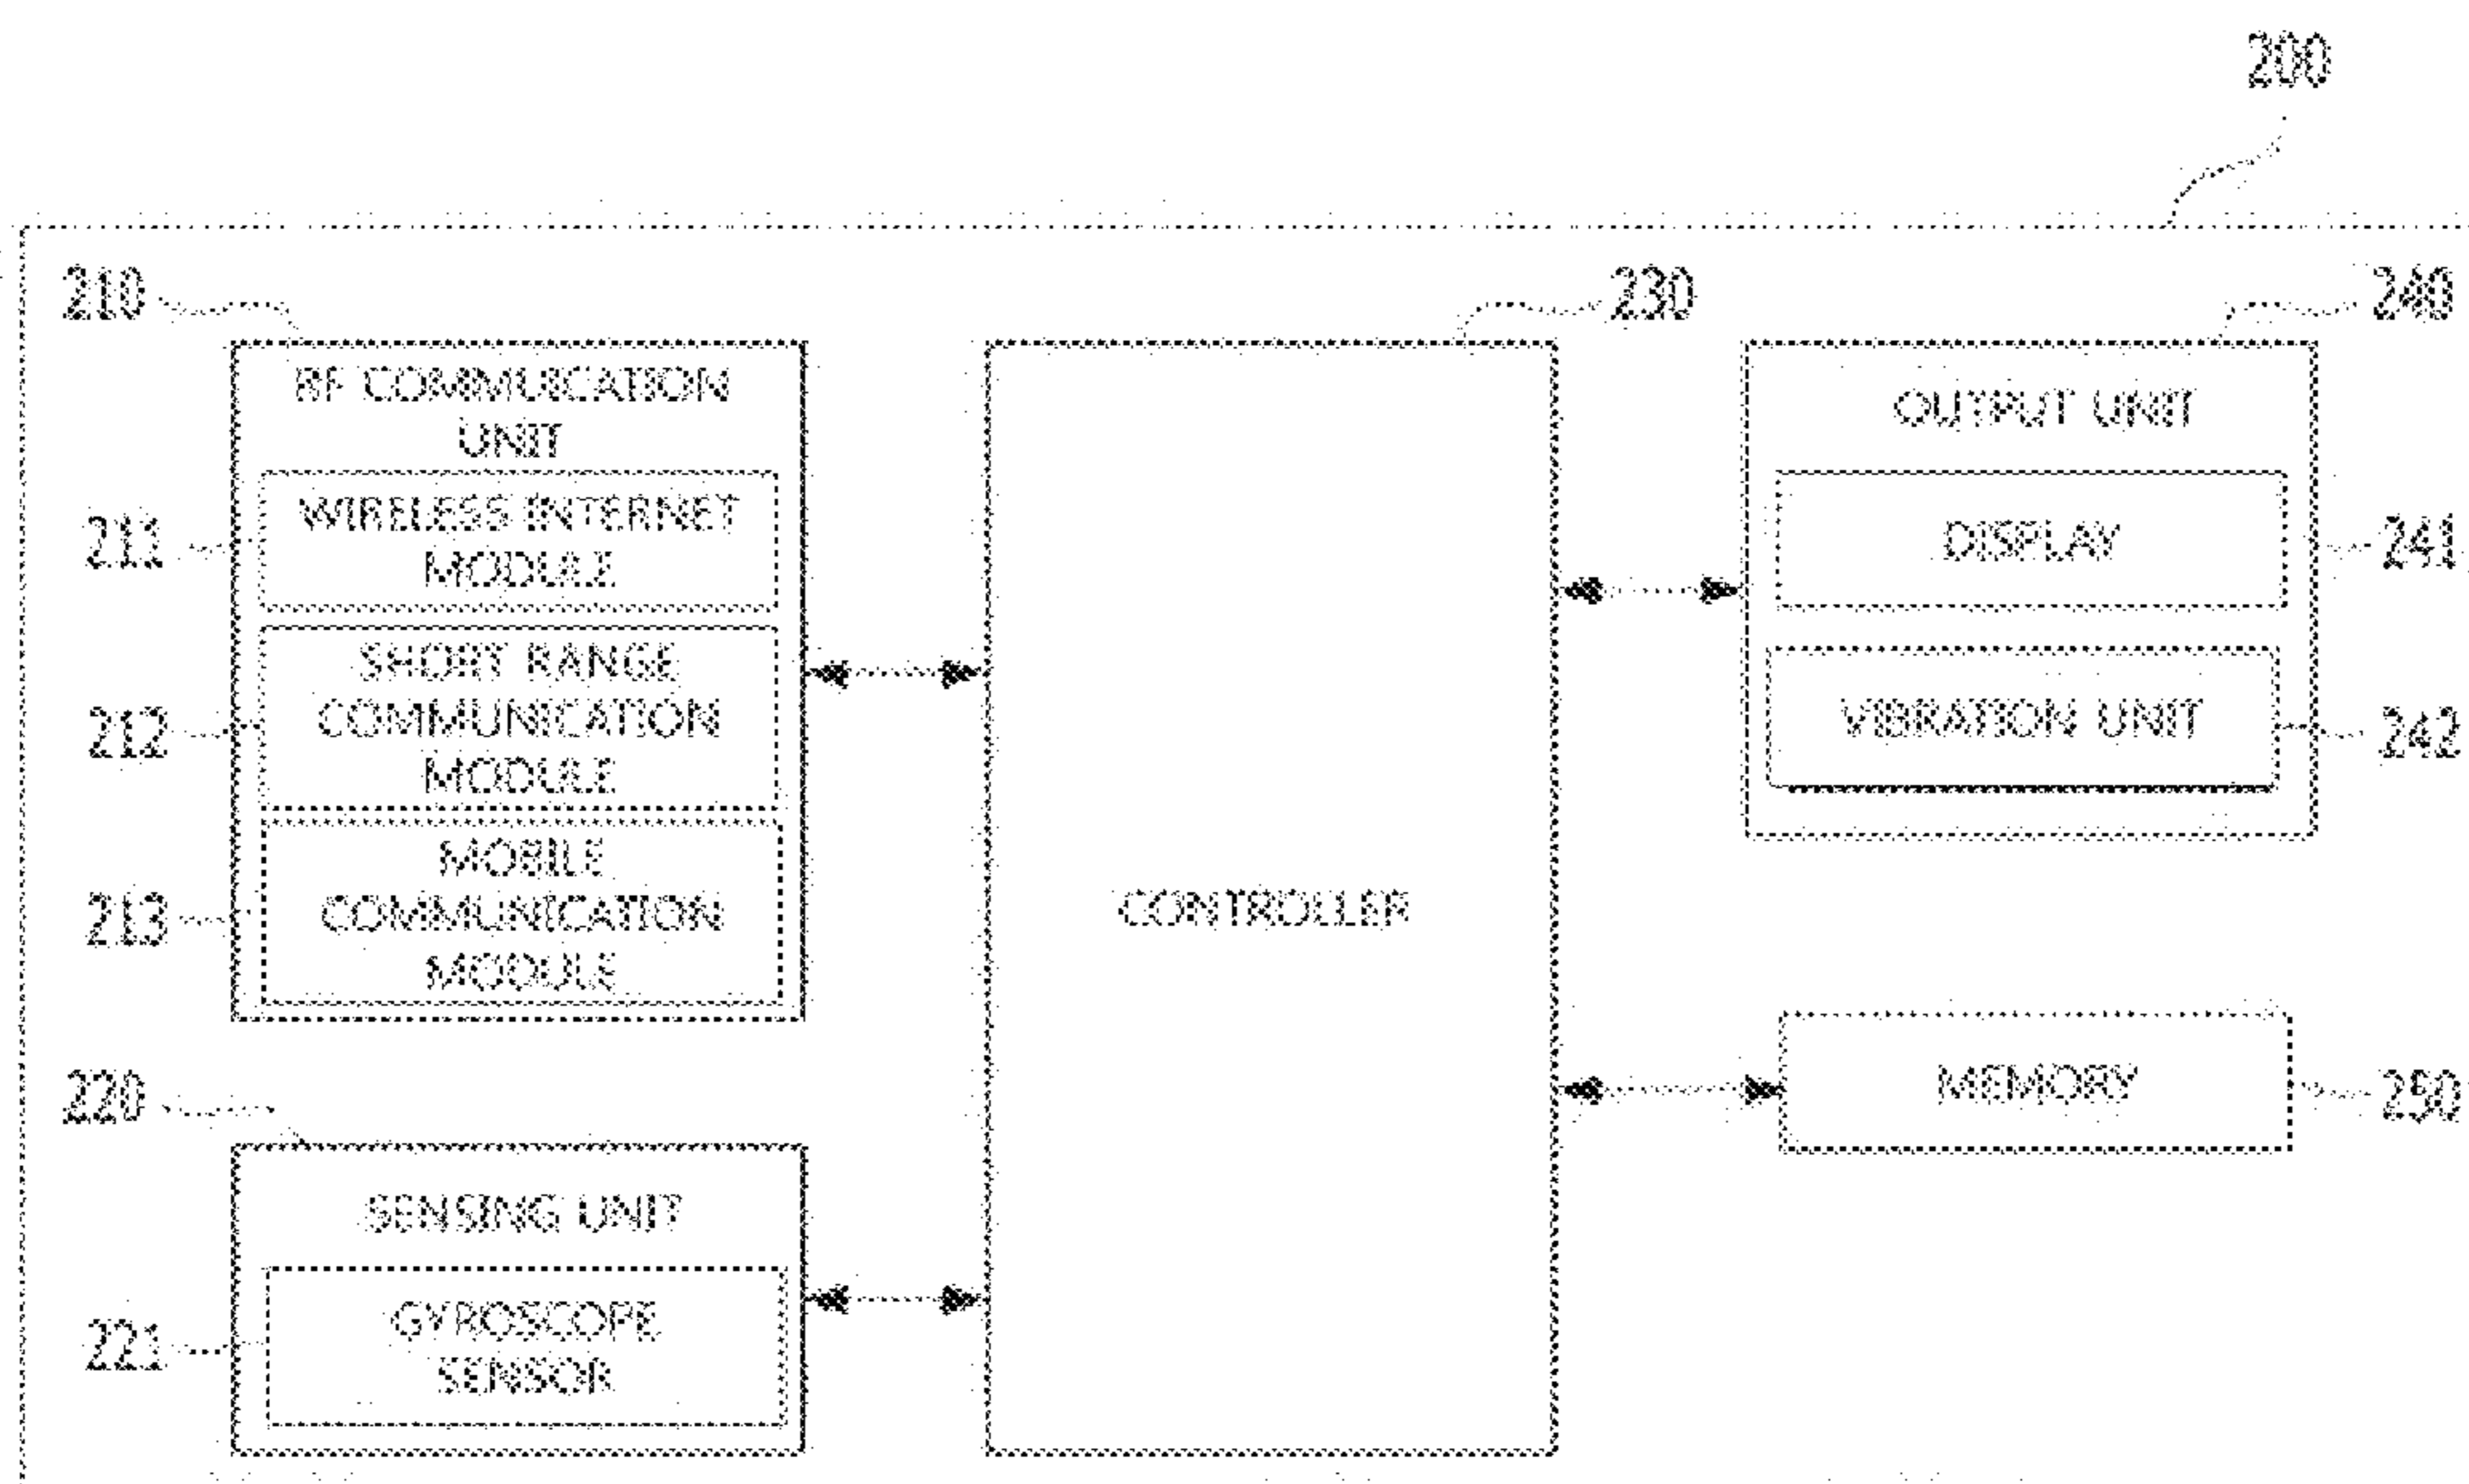 200
210
230
240
RF COMMUICATION
UNIT
OUTPUT UNIT
211
WIRELESS INTERNET
MODULE
DISPLAY
241
212
SHORT RANGE
COMMUNICATION
MODULE
VIBRATION UNIT
242
213
MOBILE
COMMUNICATION
MODULE
CONTROLLER
MEMORY
250
220
SENSING UNIT
221
GYROSCOPE
SENSOR